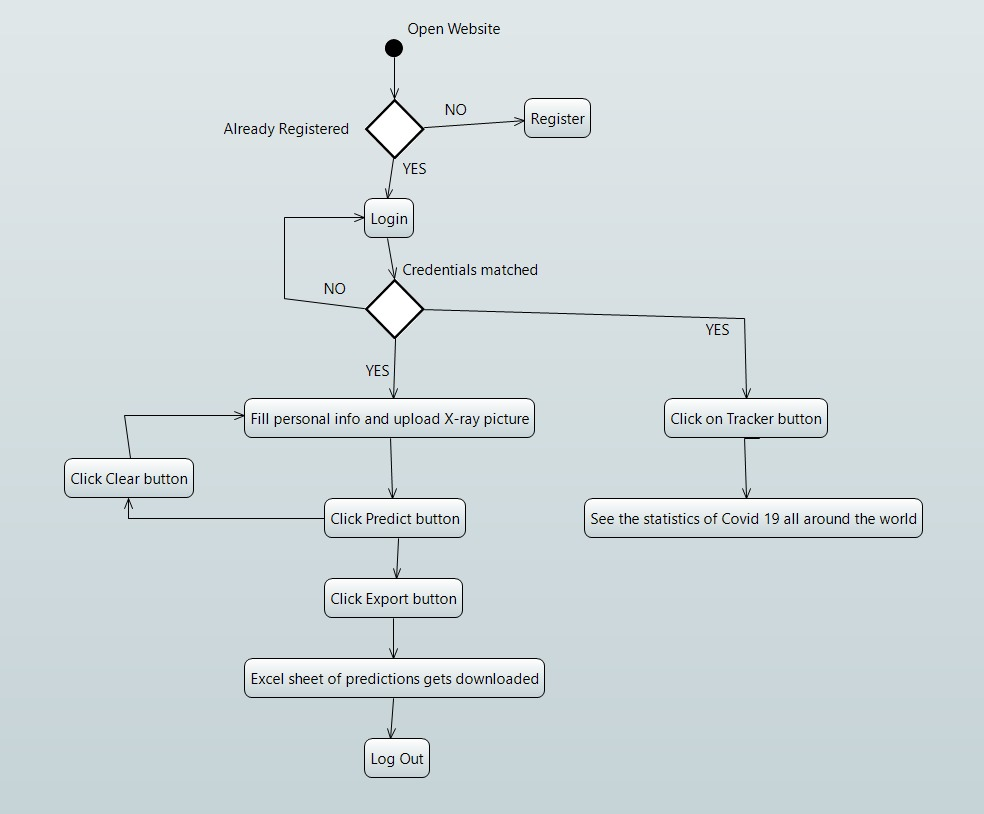 Open Website
NO
Register
Already Registered
YES
Login
Credentials matched
NO
YES
YES
Fill personal info and upload X-ray picture
Click on Tracker button
Click Clear button
Click Predict button
See the statistics of Covid 19 all around the world
Click Export button
Excel sheet of predictions gets downloaded
Log Out